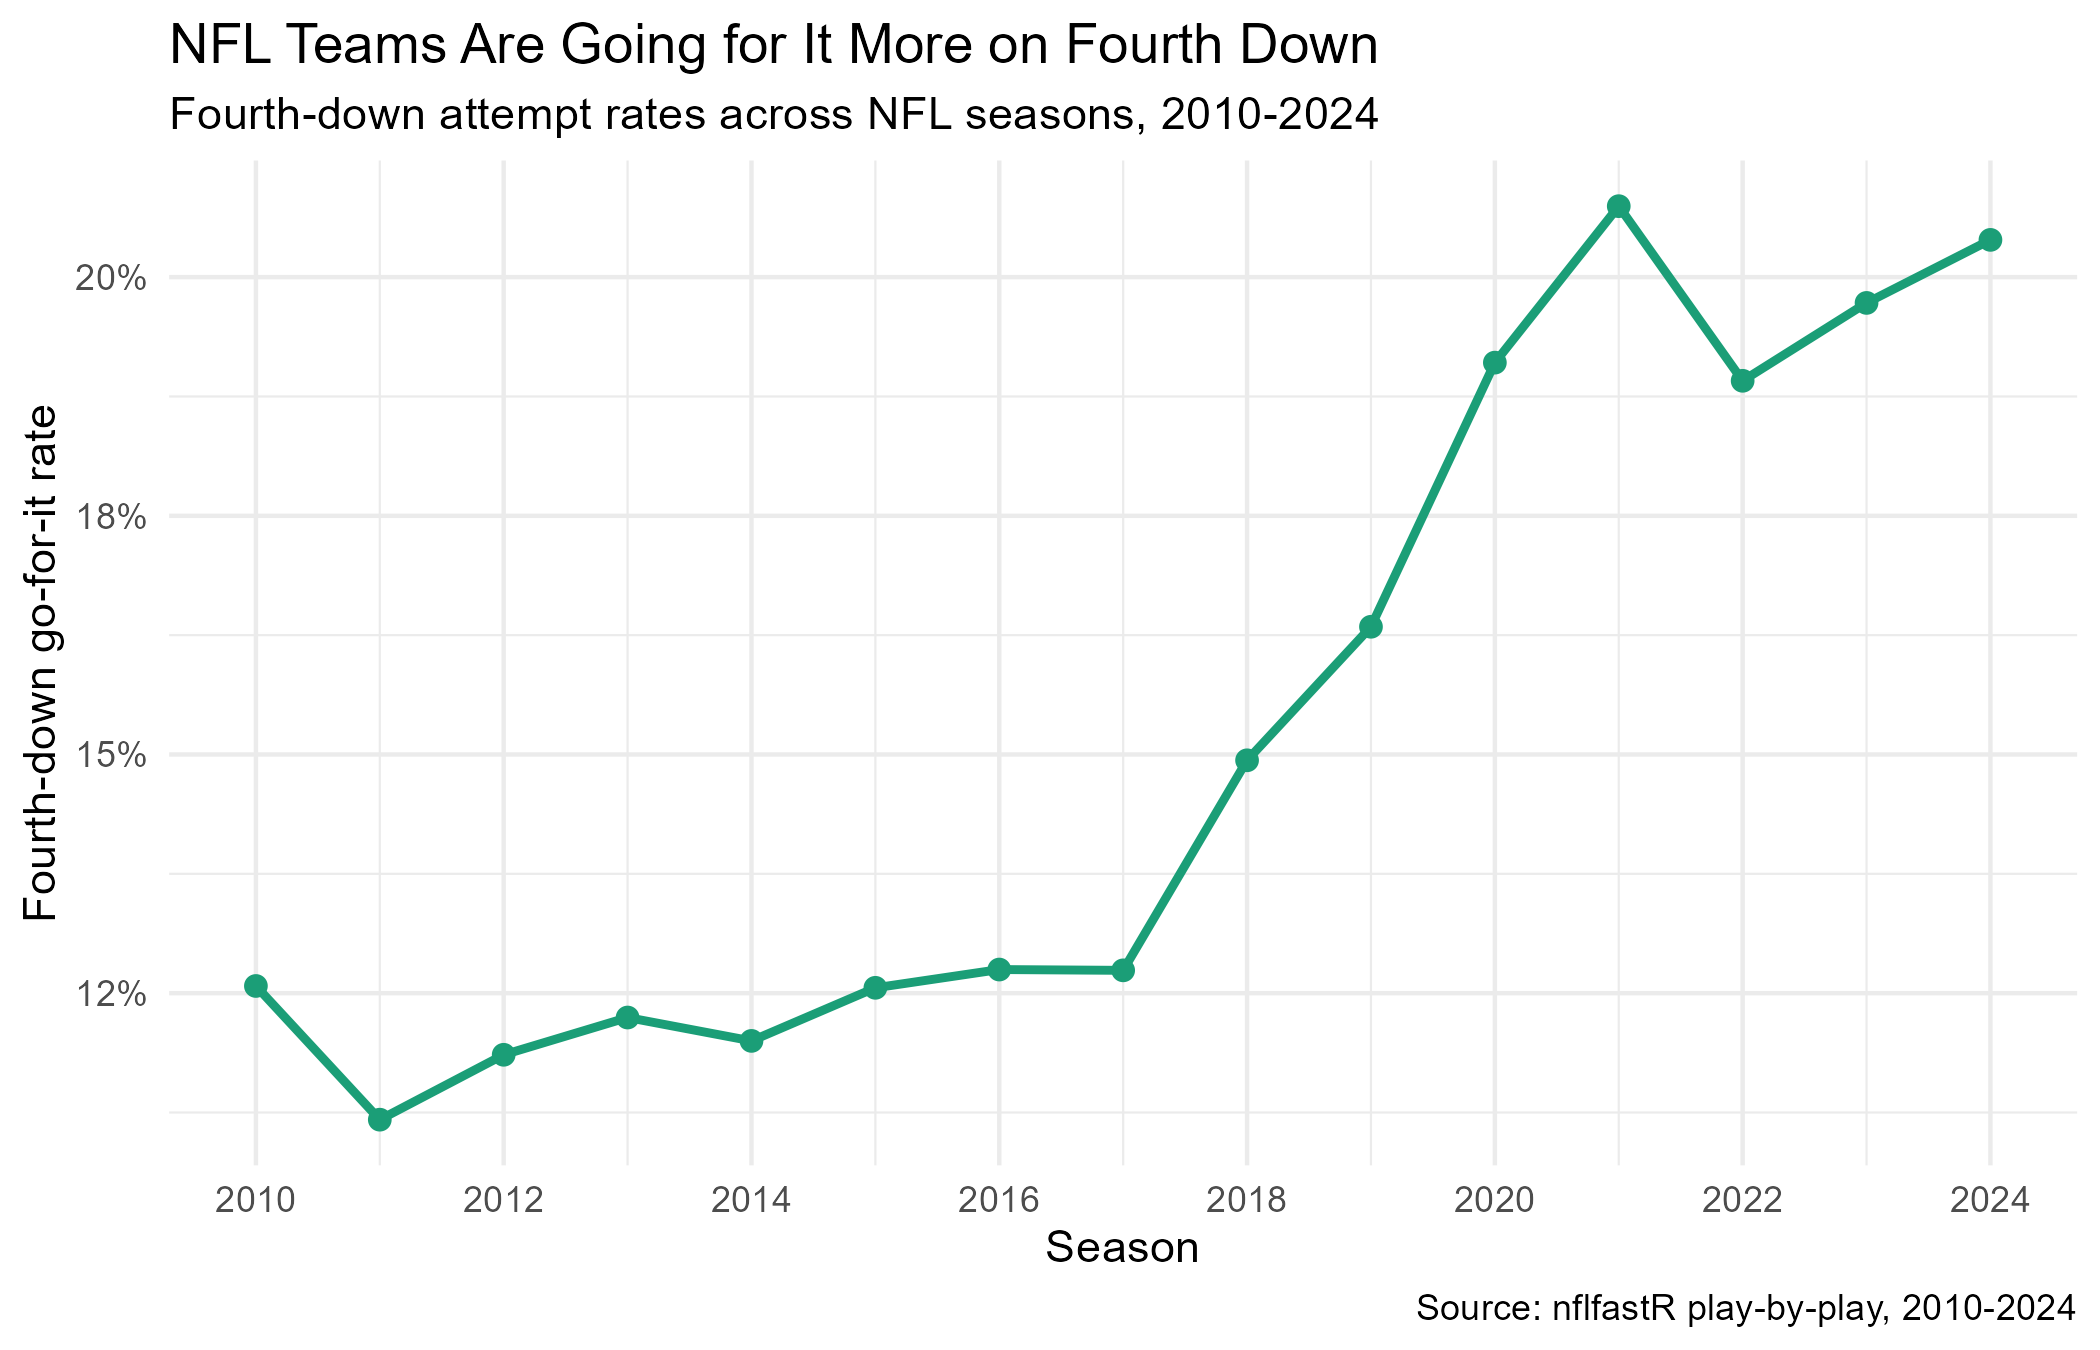 NFL Teams Are Going for It More on Fourth Down
Fourth-down attempt rates across NFL seasons, 2010-2024
Fourth-down go-for-it rate
20%
18%
15%
12%
2010 2012 2014 2016 2018 2020 2022 2024
Season
Source: nflfastR play-by-play, 2010-2024